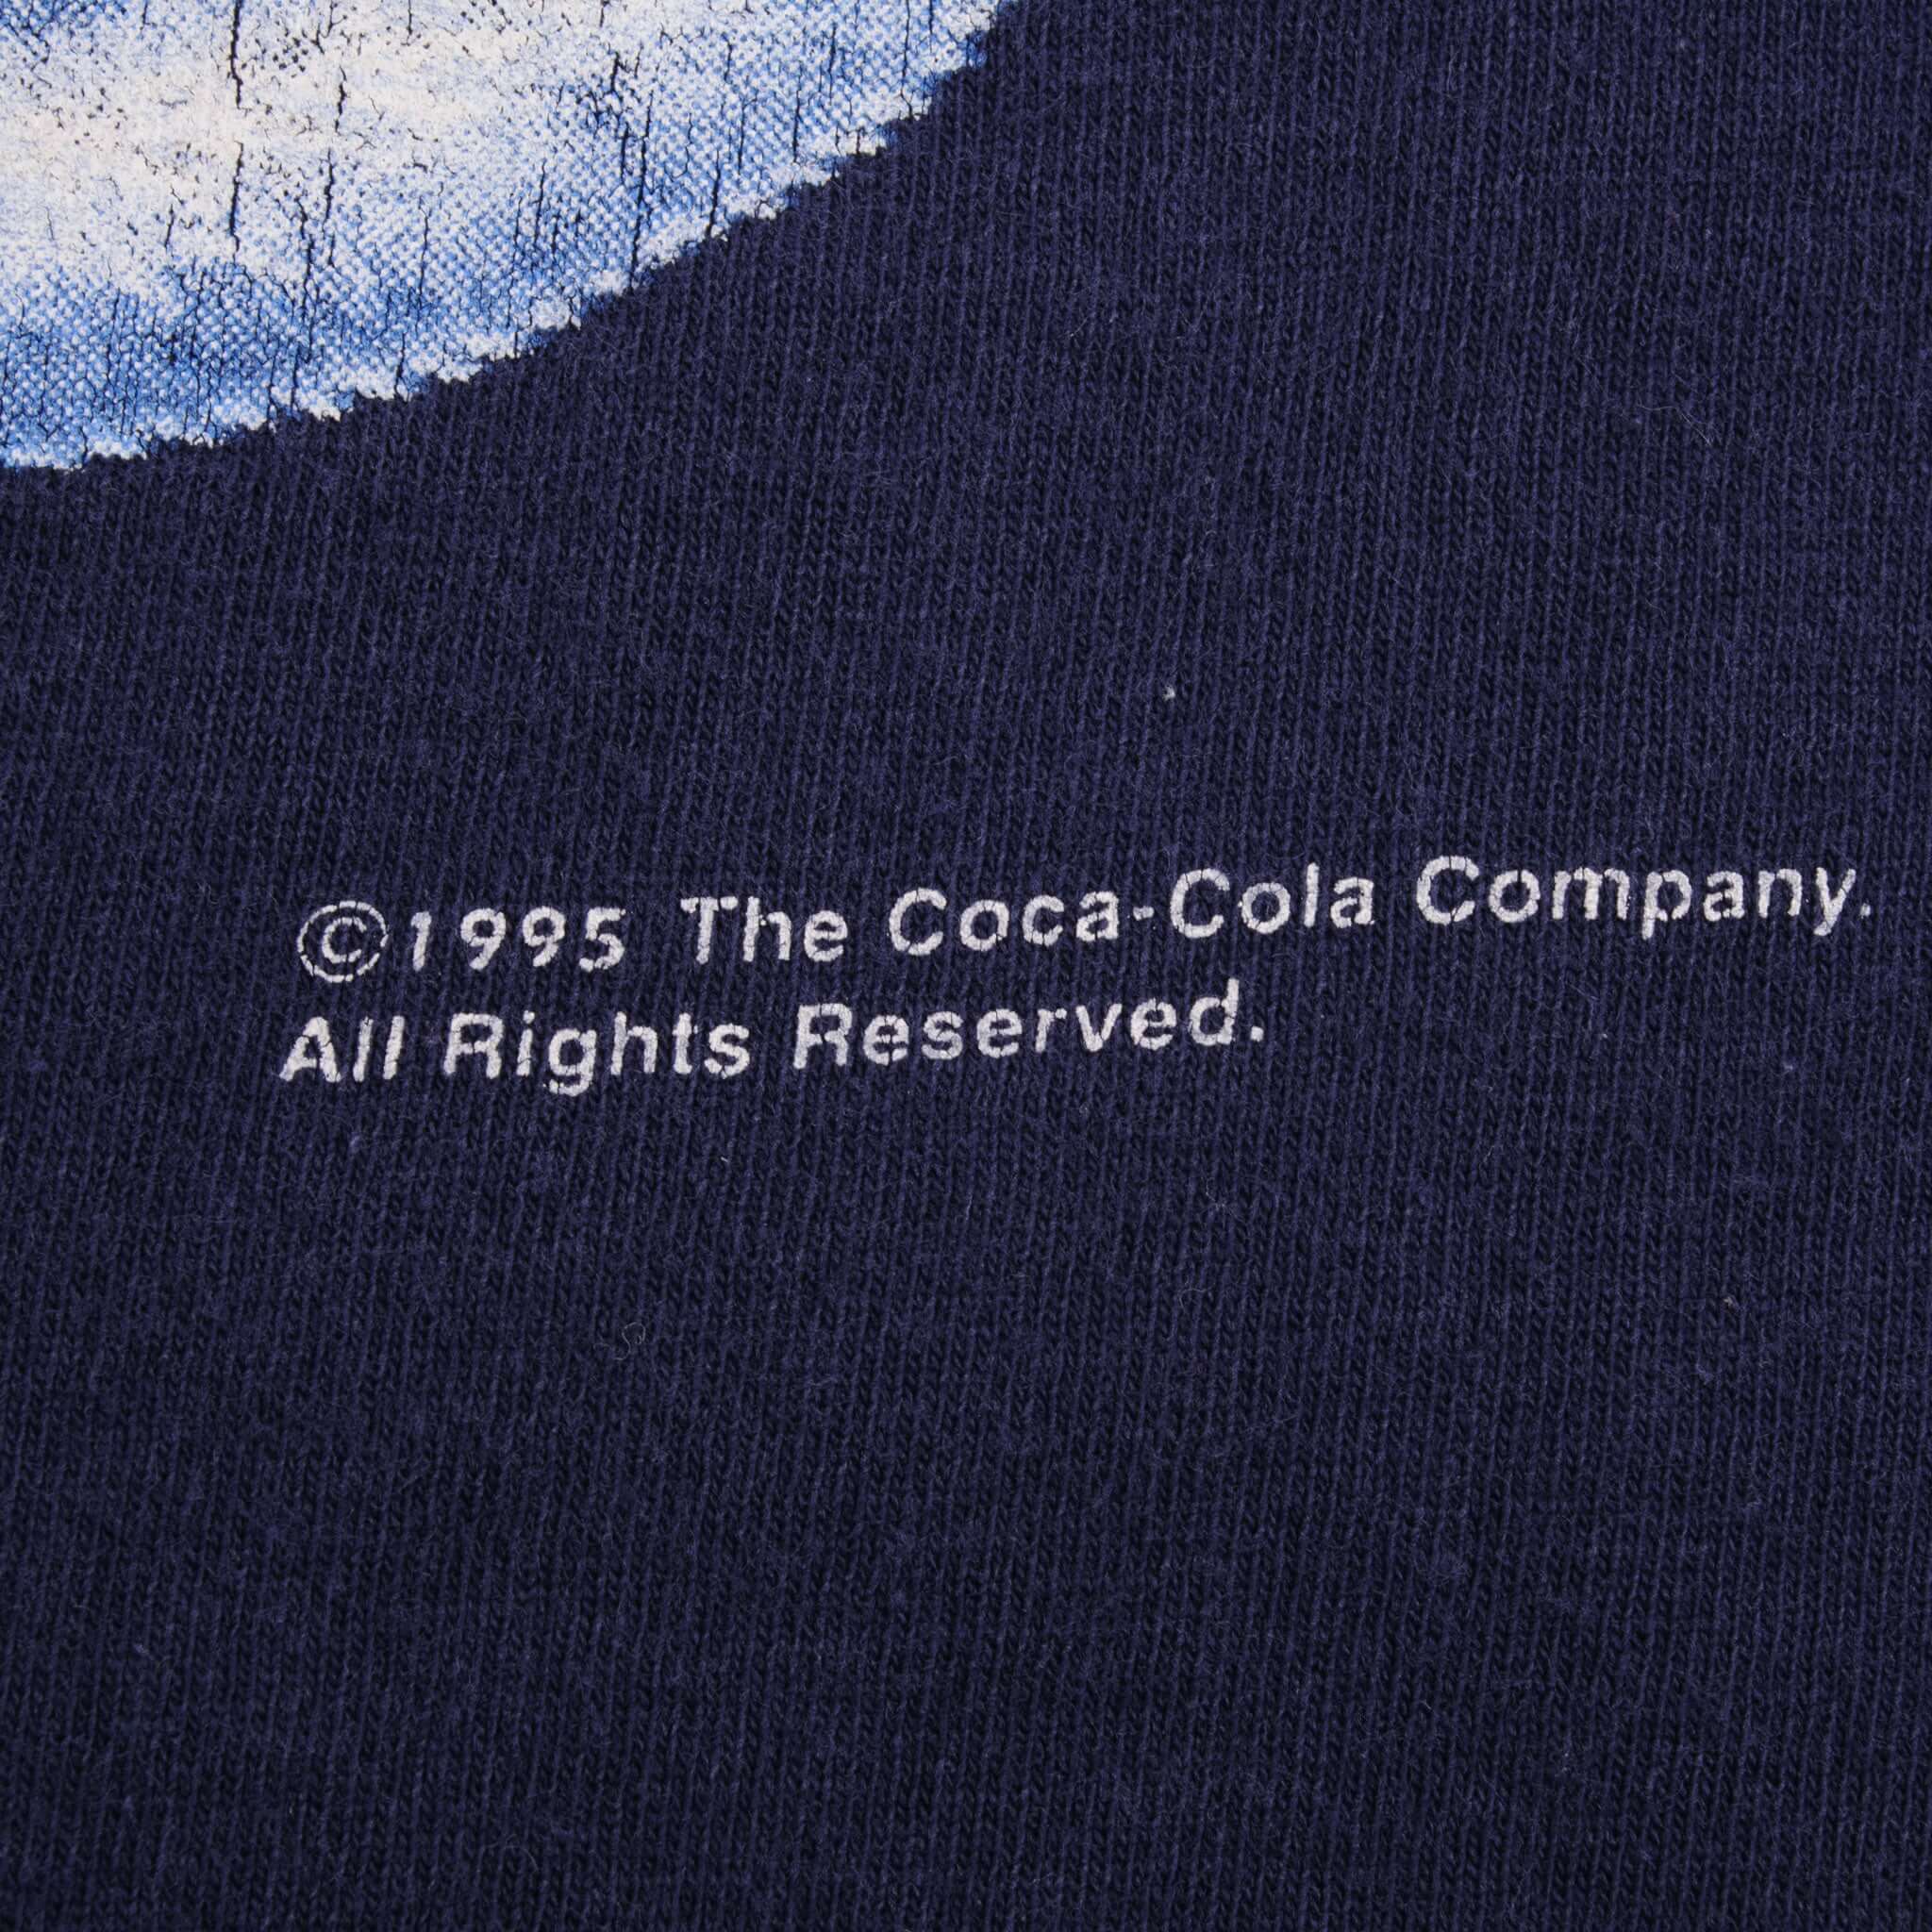 ©1995 The Coca-Cola Company.
All Rights Reserved.